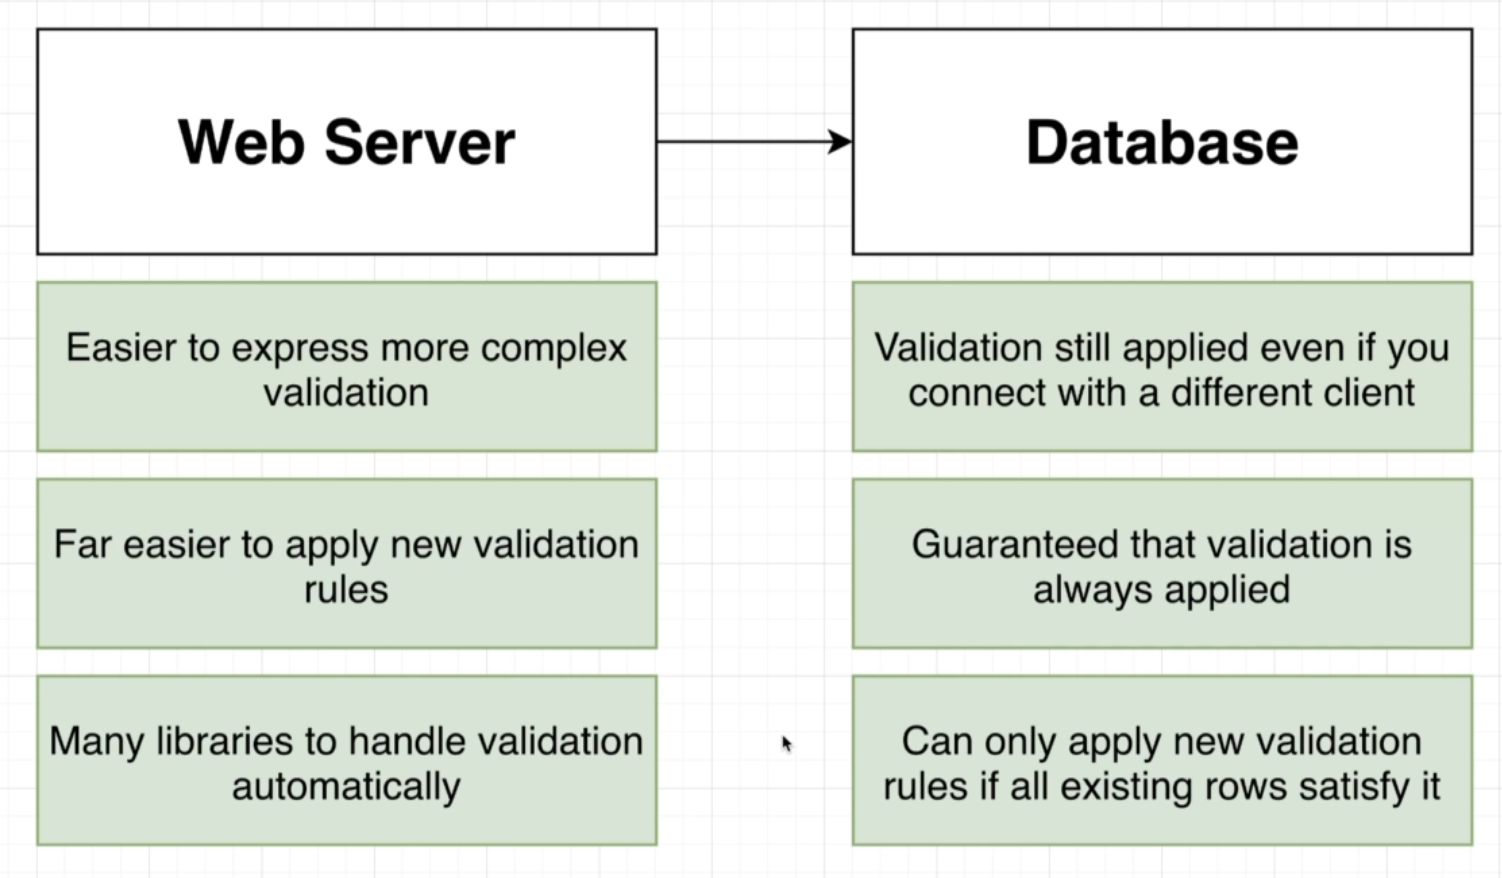 Web Server
Database
Easier to express more complex
validation
Validation still applied even if you
connect with a different client
Far easier to apply new validation
rules
Guaranteed that validation is
always applied
Many libraries to handle validation
automatically
Can only apply new validation
rules if all existing rows satisfy it